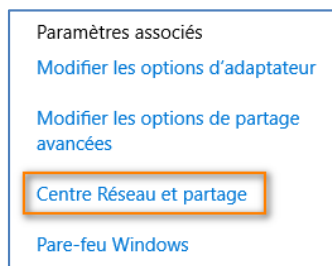 Paramètres associés
Modifier les options d’adaptateur
Modifier les options de partage
avancées
Centre Réseau et partage
Pare-feu Windows